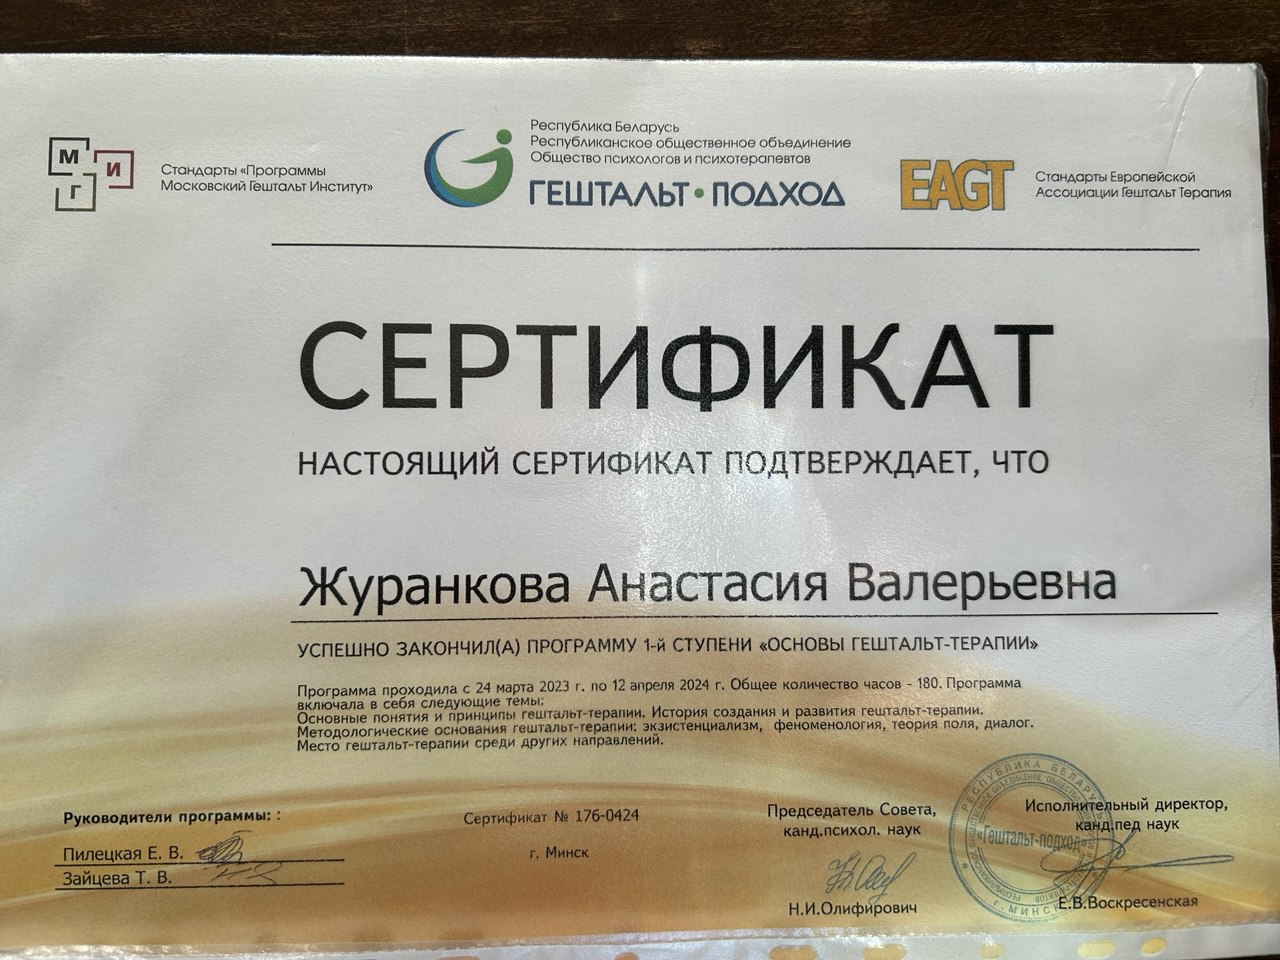 М
И
Г
Стандарты «Программы
Московский Гештальт Институт»
Республика Беларусь
Республиканское общественное объединение
Общество психологов и психотерапевтов
ГЕШТАЛЬТ • ПОДХОД
EAGT
Стандарты Европейской
Ассоциации Гештальт Терапия
СЕРТИФИКАТ
НАСТОЯЩИЙ СЕРТИФИКАТ ПОДТВЕРЖДАЕТ, ЧТО
Журанкова Анастасия Валерьевна
УСПЕШНО ЗАКОНЧИЛ(А) ПРОГРАММУ 1-й СТУПЕНИ «ОСНОВЫ ГЕШТАЛЬТ-ТЕРАПИИ»
Программа проходила с 24 марта 2023 г. по 12 апреля 2024 г. Общее количество часов - 180. Программа
включала в себя следующие темы:
Основные понятия и принципы гештальт-терапии. История создания и развития гештальт-терапии.
Методологические основания гештальт-терапии: экзистенциализм, феноменология, теория поля, диалог.
Место гештальт-терапии среди других направлений.
Руководители программы: :
Пилецкая Е. В.
Зайцева Т. В.
Сертификат № 176-0424
г. Минск
Председатель Совета,
канд.психол. наук
Н.И.Олифирович
Исполнительный директор,
канд.пед наук
Е.В.Воскресенская
РЕСПУБЛИКА БЕЛАРУСЬ
«Гештальт-подход»
г. МИНСК